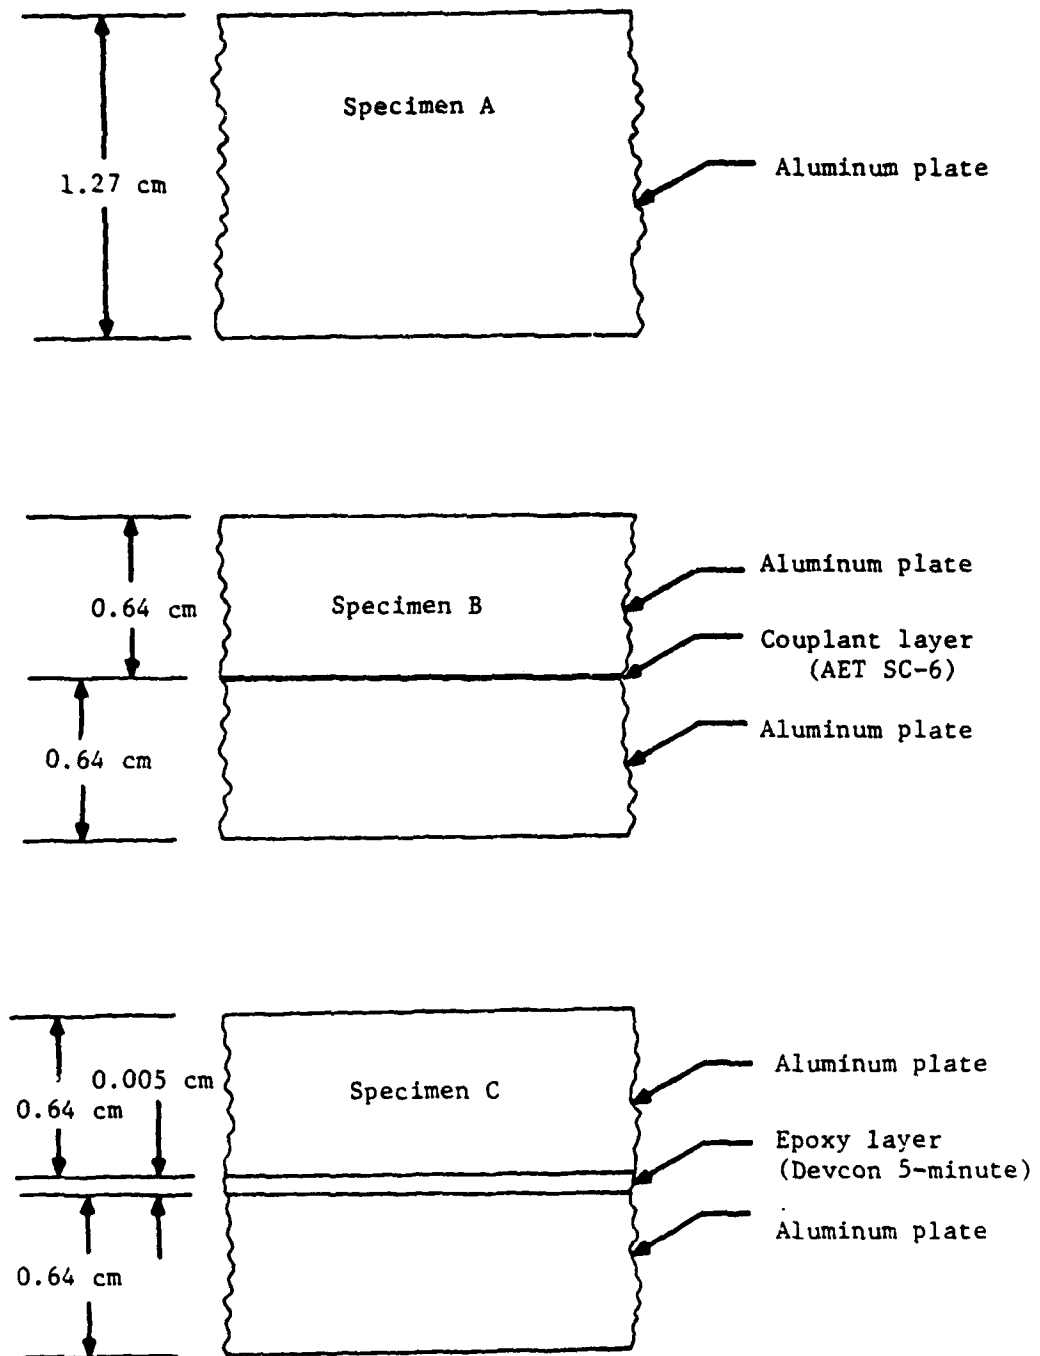 Specimen A
1.27 cm
Aluminum plate
Specimen B
0.64 cm
0.64 cm
Aluminum plate
Couplant layer
(AET SC-6)
Aluminum plate
Specimen C
0.005 cm
0.64 cm
0.64 cm
Aluminum plate
Epoxy layer
(Devcon 5-minute)
Aluminum plate